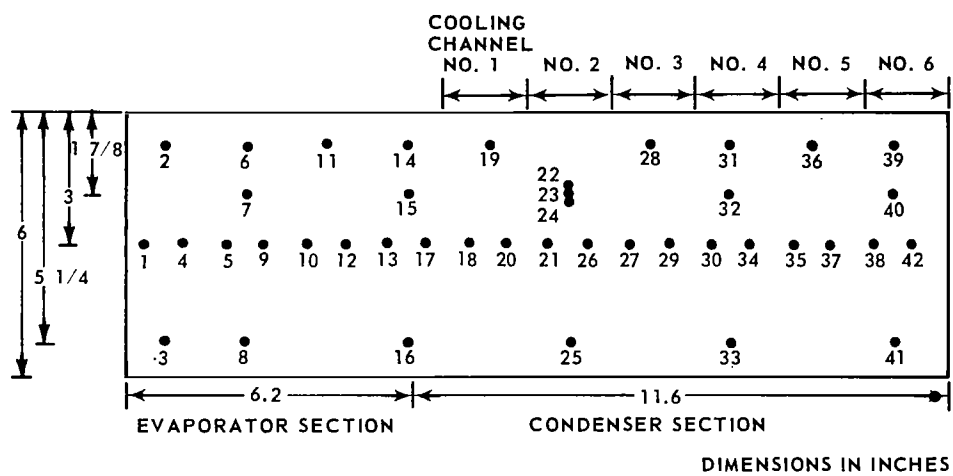 COOLING
CHANNEL
NO. 1 NO. 2 NO. 3 NO. 4 NO. 5 NO. 6
1 7/8
3
5 1/4
6
2 6 11 14 19 28 31 36 39
22
23
24
7 15 32 40
1 4 5 9 10 12 13 17 18 20 21 26 27 29 30 34 35 37 38 42
3 8 16 25 33 41
6.2 11.6
EVAPORATOR SECTION CONDENSER SECTION
DIMENSIONS IN INCHES